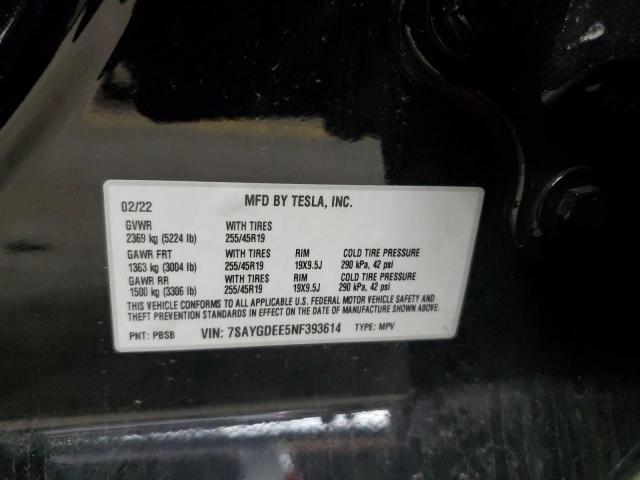 02/22 MFD BY TESLA, INC.
GVWR WITH TIRES
2369 kg (5224 lb) 255/45R19
GAWR FRT WITH TIRES RIM COLD TIRE PRESSURE
1363 kg (3004 lb) 255/45R19 19X9.5J 290 kPa, 42 psi
GAWR RR WITH TIRES RIM COLD TIRE PRESSURE
1500 kg (3306 lb) 255/45R19 19X9.5J 290 kPa, 42 psi
THIS VEHICLE CONFORMS TO ALL APPLICABLE U.S. FEDERAL MOTOR VEHICLE SAFETY AND
THEFT PREVENTION STANDARDS IN EFFECT ON THE DATE OF MANUFACTURE SHOWN ABOVE.
PNT: PBSB VIN: 7SAYGDEE5NF393614 TYPE: MPV